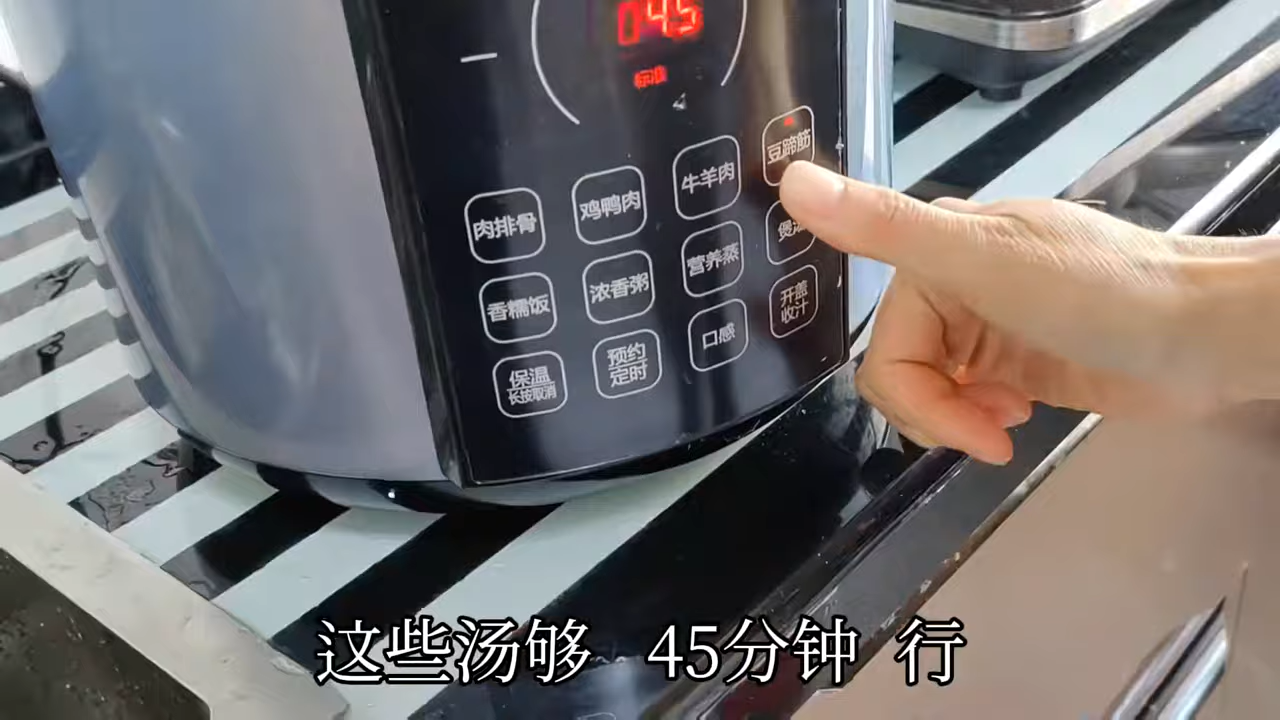 045
标准
肉排骨 鸡鸭肉 牛羊肉 豆蹄筋
香糯饭 浓香粥 营养蒸 煲汤
保温 长按取消 预约定时 口感 开盖收汁
这些汤够 45分钟 行